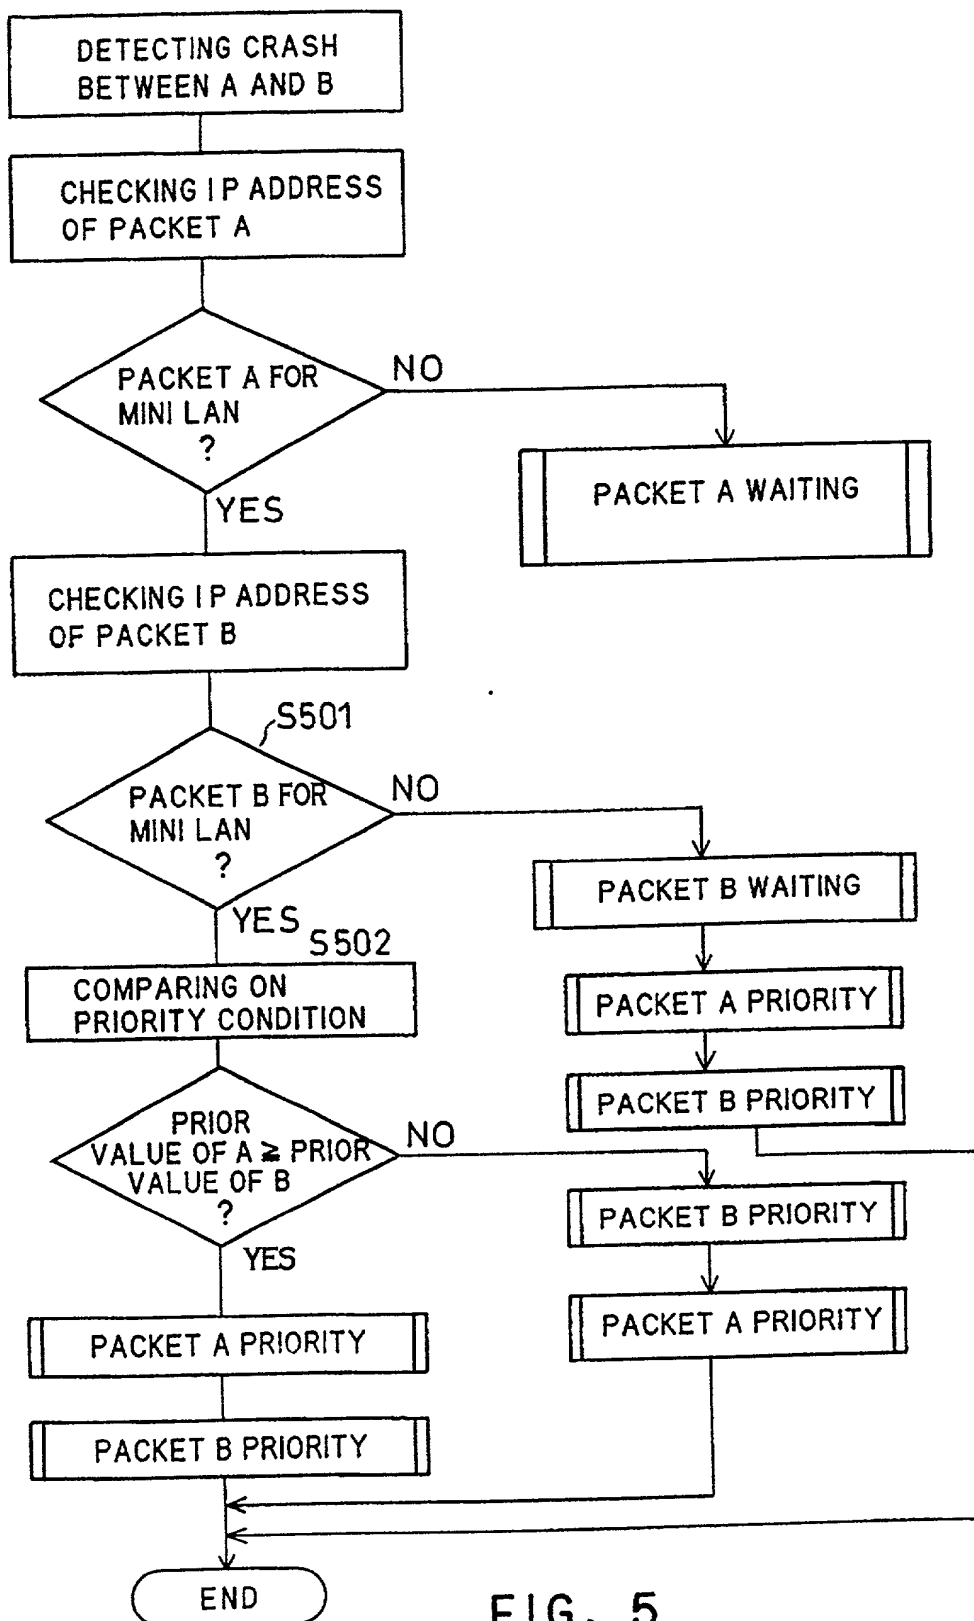 DETECTING CRASH
BETWEEN A AND B
CHECKING IP ADDRESS
OF PACKET A
PACKET A FOR
MINI LAN
?
NO
YES
PACKET A WAITING
CHECKING IP ADDRESS
OF PACKET B
S501
PACKET B FOR
MINI LAN
?
NO
YES
PACKET B WAITING
PACKET A PRIORITY
PACKET B PRIORITY
S502
COMPARING ON
PRIORITY CONDITION
PRIOR
VALUE OF A ≧ PRIOR
VALUE OF B
?
NO
YES
PACKET B PRIORITY
PACKET A PRIORITY
PACKET A PRIORITY
PACKET B PRIORITY
END
FIG. 5